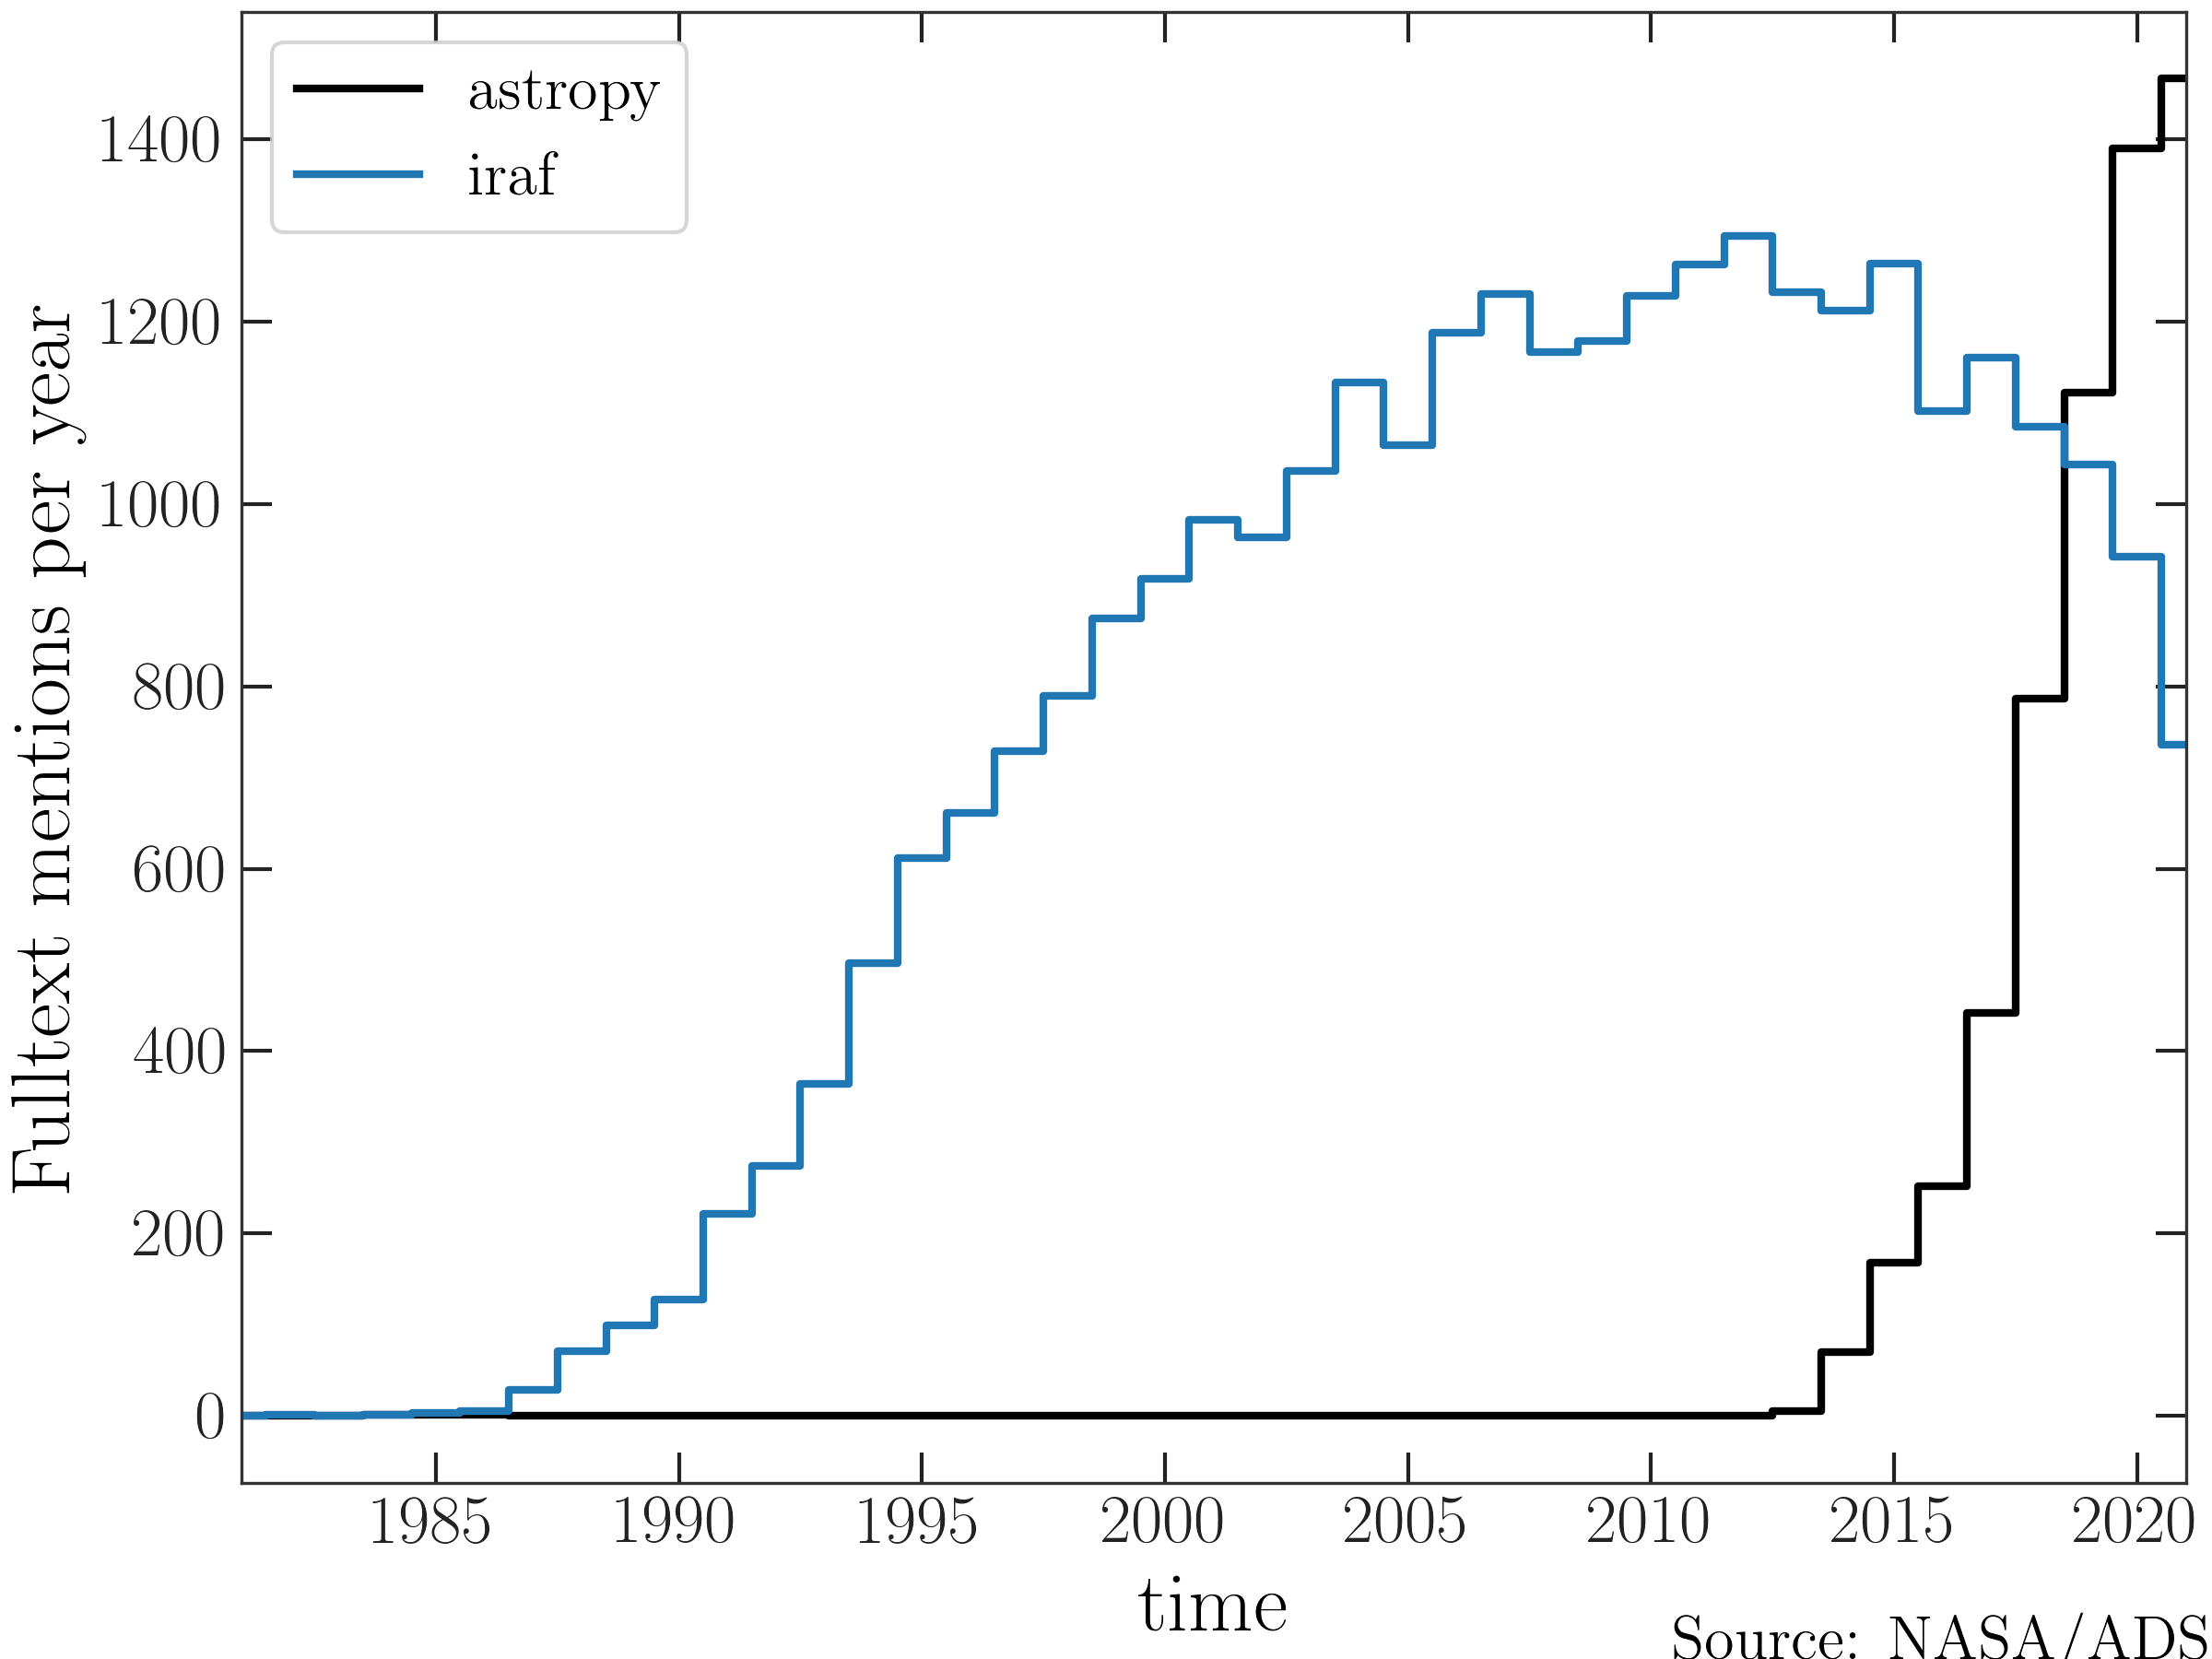 astropy
iraf
1400
1200
1000
800
600
400
200
0
Fulltext mentions per year
1985 1990 1995 2000 2005 2010 2015 2020
time
Source: NASA/ADS